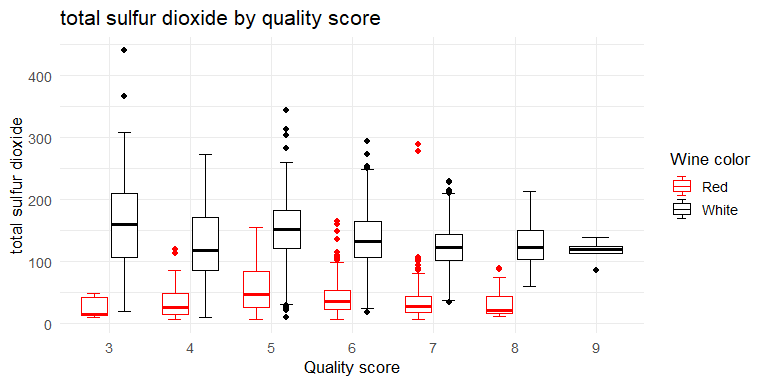 total sulfur dioxide by quality score
total sulfur dioxide
400
300
200
100
0
3 4 5 6 7 8 9
Quality score
Wine color
Red
White